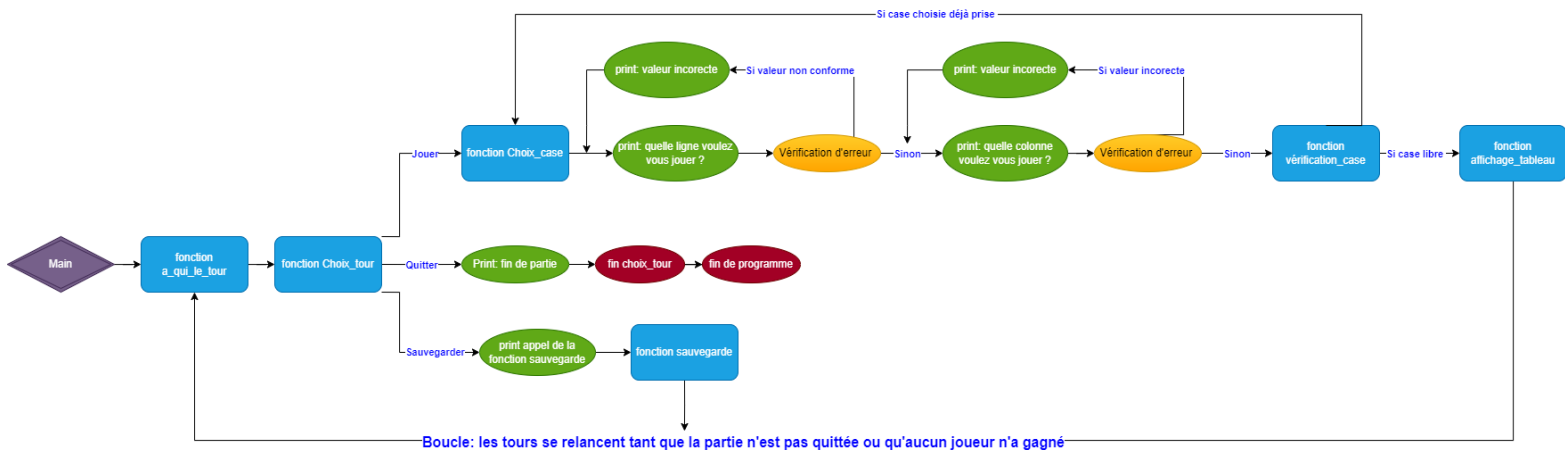 Si case choisie déjà prise
print: valeur incorecte
Si valeur non conforme
print: valeur incorecte
Si valeur incorecte
Jouer
fonction Choix_case
print: quelle ligne voulez
vous jouer ?
Vérification d'erreur
Sinon
print: quelle colonne
voulez vous jouer ?
Vérification d'erreur
Sinon
fonction
vérification_case
Si case libre
fonction
affichage_tableau
Main
fonction
a_qui_le_tour
fonction Choix_tour
Quitter
Print: fin de partie
fin choix_tour
fin de programme
Sauvegarder
print appel de la
fonction sauvegarde
fonction sauvegarde
Boucle: les tours se relancent tant que la partie n'est pas quittée ou qu'aucun joueur n'a gagné